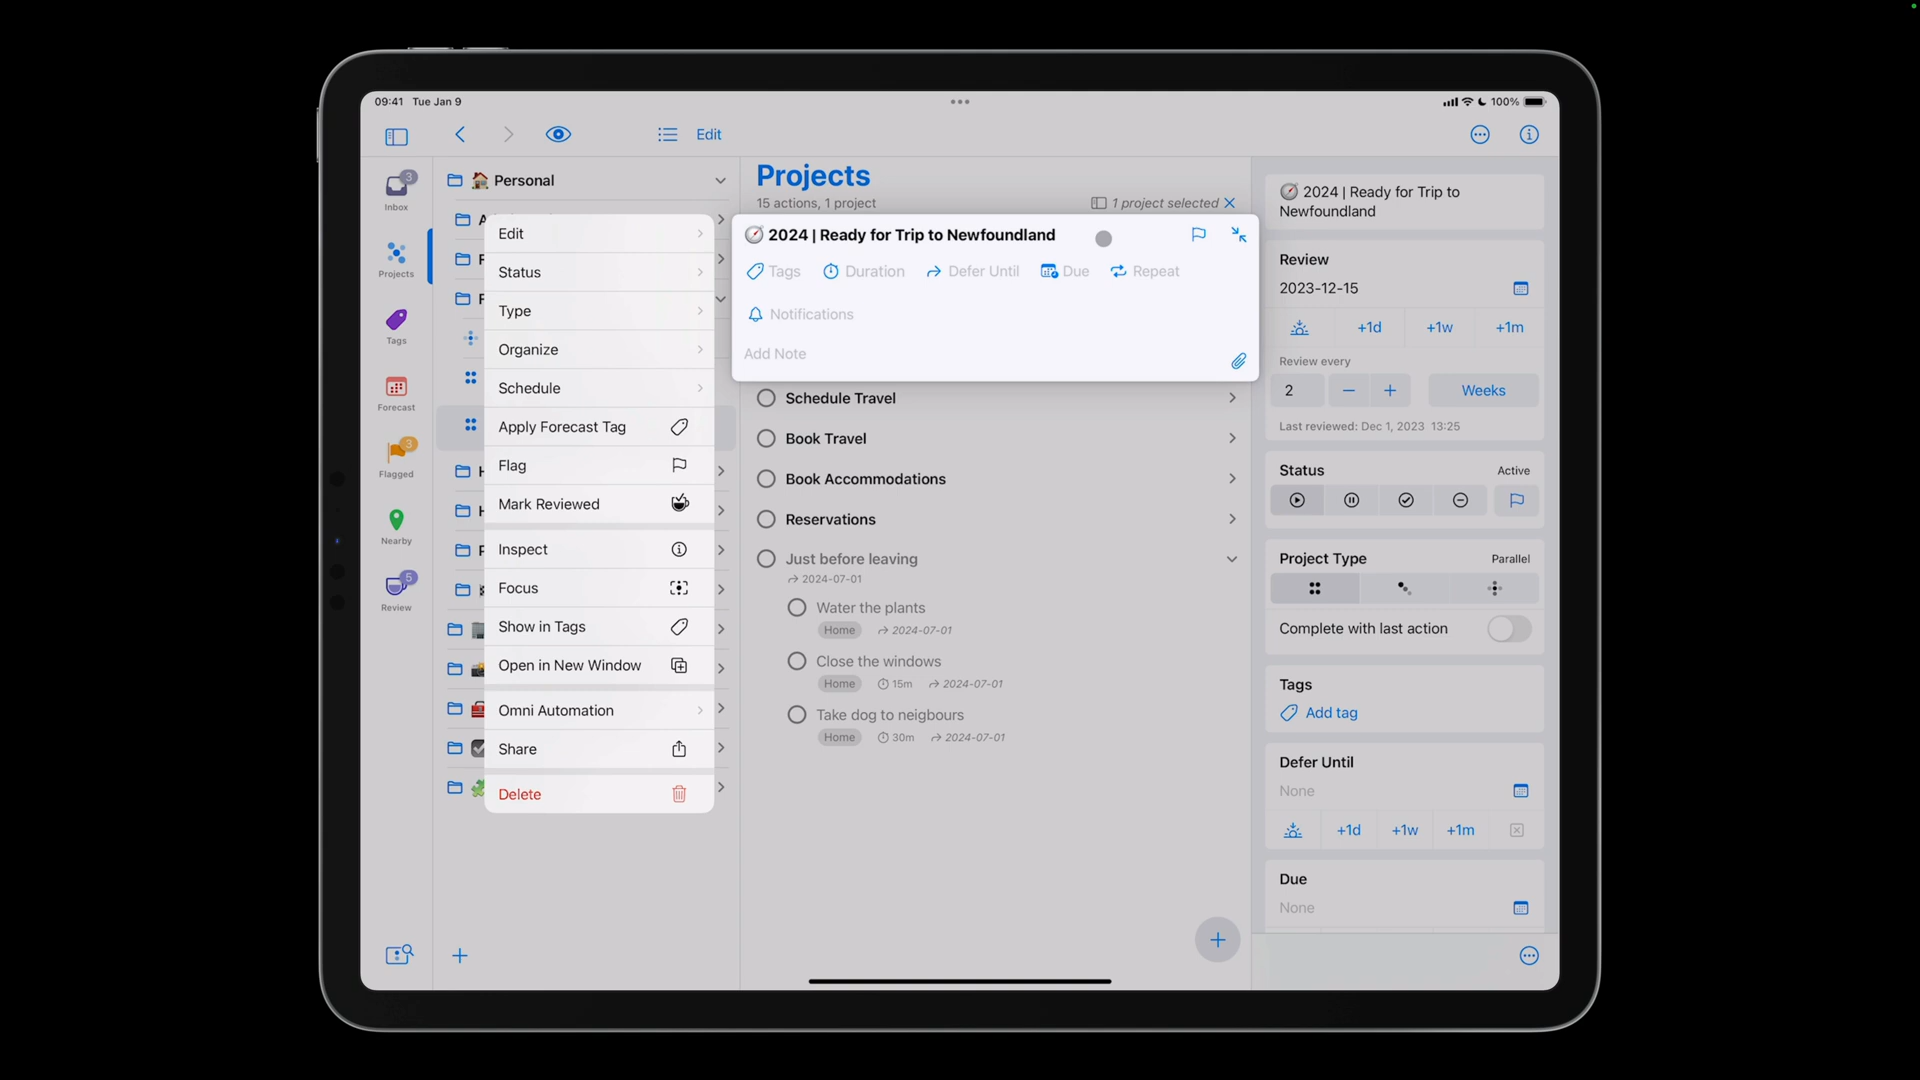 09:41 Tue Jan 9
100%
Edit
3
Inbox
Projects
Tags
Forecast
3
Flagged
Nearby
5
Review
Personal
Edit
Status
Type
Organize
Schedule
Apply Forecast Tag
Flag
Mark Reviewed
Inspect
Focus
Show in Tags
Open in New Window
Omni Automation
Share
Delete
Projects
15 actions, 1 project
1 project selected
2024 | Ready for Trip to Newfoundland
Tags Duration Defer Until Due Repeat
Notifications
Add Note
Schedule Travel
Book Travel
Book Accommodations
Reservations
Just before leaving
2024-07-01
Water the plants
Home 2024-07-01
Close the windows
Home 15m 2024-07-01
Take dog to neigbours
Home 30m 2024-07-01
2024 | Ready for Trip to
Newfoundland
Review
2023-12-15
+1d +1w +1m
Review every
2 − + Weeks
Last reviewed: Dec 1, 2023 13:25
Status Active
Project Type Parallel
Complete with last action
Tags
Add tag
Defer Until
None
+1d +1w +1m
Due
None